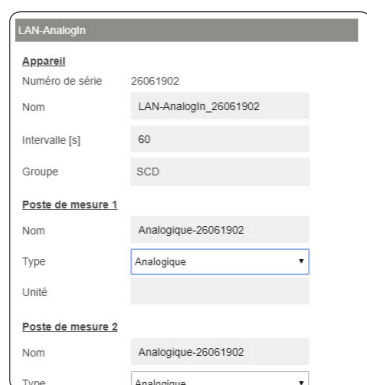 LAN-AnalogIn
Appareil
Numéro de série 26061902
Nom LAN-AnalogIn_26061902
Intervalle [s] 60
Groupe SCD
Poste de mesure 1
Nom Analogique-26061902
Type Analogique
Unité
Poste de mesure 2
Nom Analogique-26061902
Type Analogique